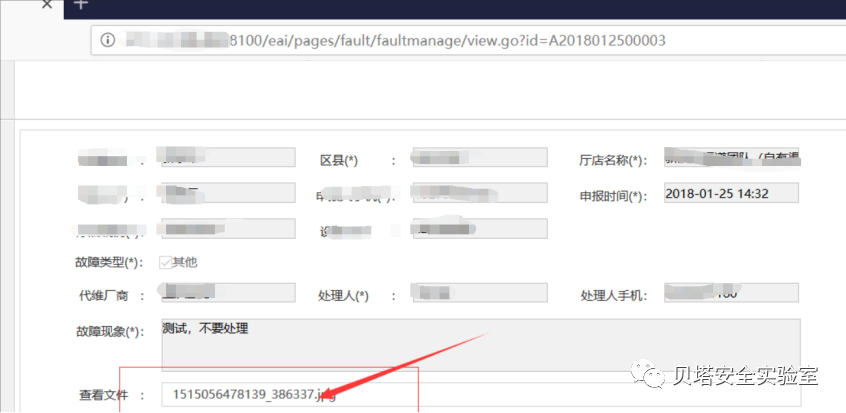 8100/eai/pages/fault/faultmanage/view.go?id=A2018012500003
区县(*) : 厅店名称(*):
申报时间(*): 2018-01-25 14:32
故障类型(*): 其他
代维厂商 : 处理人(*) : 处理人手机:
故障现象(*): 测试，不要处理
查看文件 : 1515056478139_386337.jpg
贝塔安全实验室